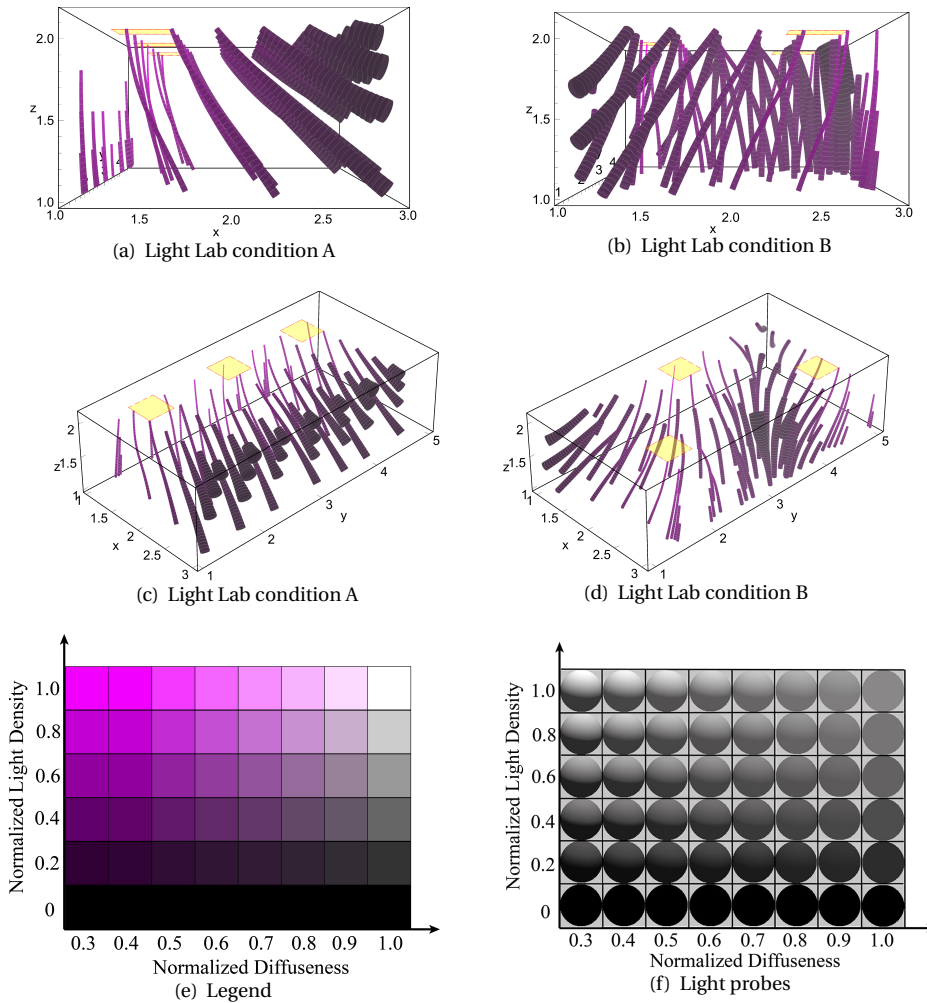 2.0
z
1.5
1.0
y
4
1.0
1.5
2.0
2.5
3.0
x
(a) Light Lab condition A
2.0
z
1.5
1.0
1
2
3
4
1.0
1.5
2.0
2.5
3.0
x
(b) Light Lab condition B
2
z
1.5
1
1
1.5
2
2.5
3
x
1
2
3
4
5
y
(c) Light Lab condition A
2
z
1.5
1
1
1.5
2
2.5
3
x
1
2
3
4
5
y
(d) Light Lab condition B
Normalized Light Density
1.0
0.8
0.6
0.4
0.2
0
0.3 0.4 0.5 0.6 0.7 0.8 0.9 1.0
Normalized Diffuseness
(e) Legend
Normalized Light Density
1.0
0.8
0.6
0.4
0.2
0
0.3 0.4 0.5 0.6 0.7 0.8 0.9 1.0
Normalized Diffuseness
(f) Light probes